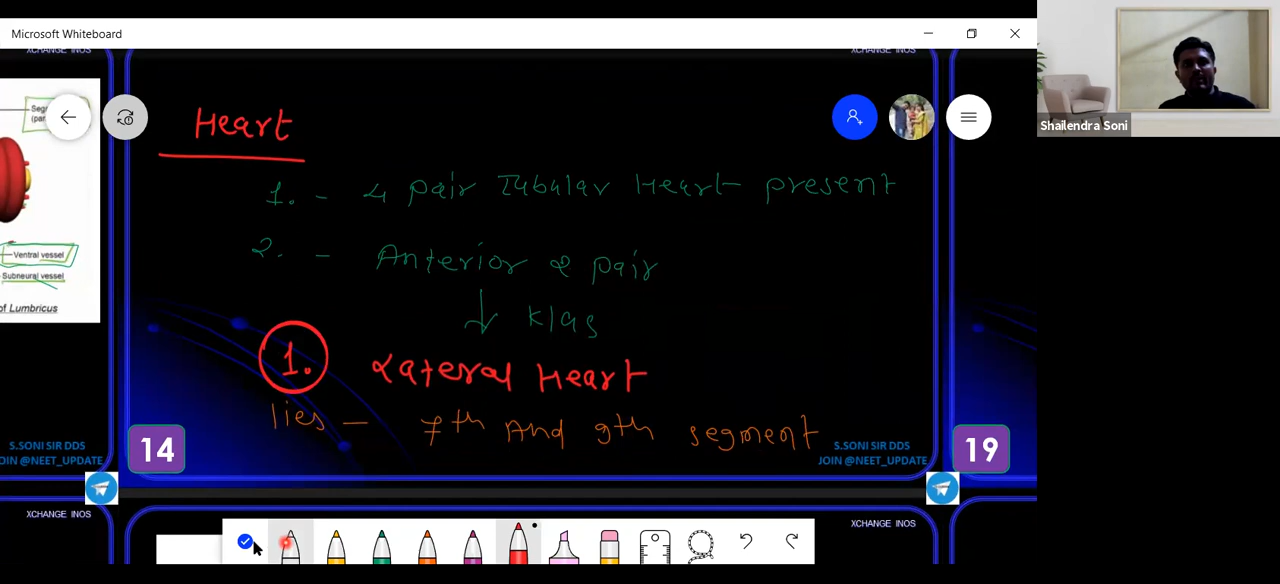 Microsoft Whiteboard
XCHANGE INOS
XCHANGE INOS
Shailendra Soni
Heart
1. - 4 pair Tubular Heart present
2. - Anterior 2 pair
↓ Klas
1. Lateral Heart
lies - 7th And 9th segment
Ventral vessel
Subneural vessel
of Lumbricus
S.SONI SIR DDS
JOIN @NEET_UPDATE
14
S.SONI SIR DDS
JOIN @NEET_UPDATE
19
XCHANGE INOS
XCHANGE INOS